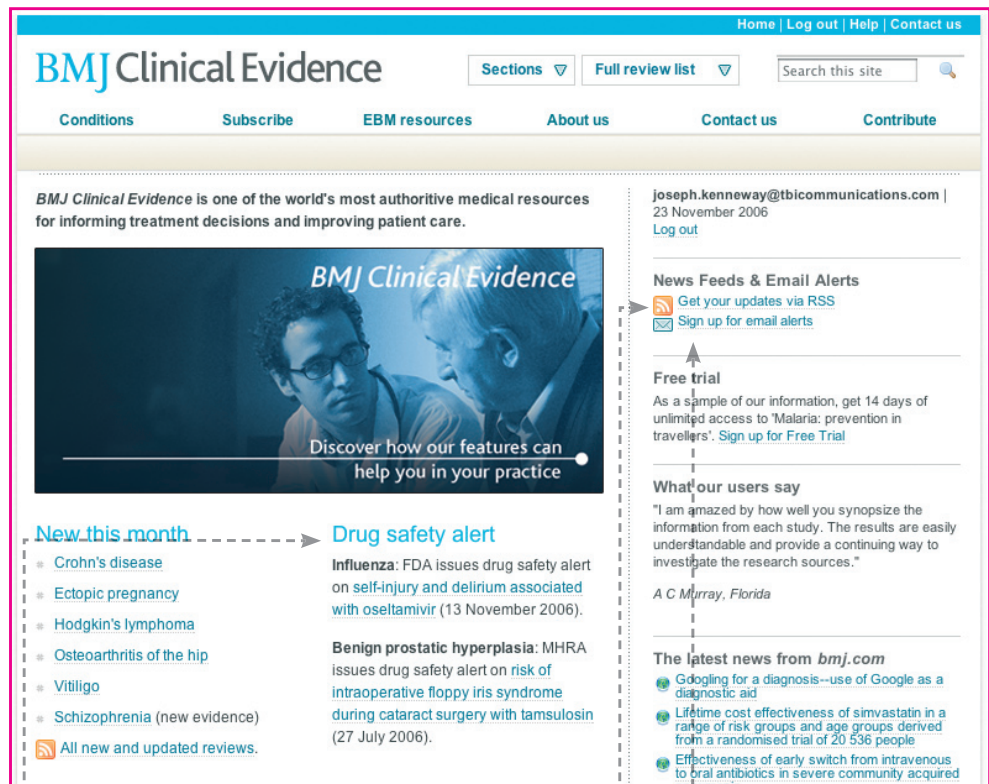 Home | Log out | Help | Contact us
BMJ Clinical Evidence
Sections
Full review list
Search this site
Conditions
Subscribe
EBM resources
About us
Contact us
Contribute
BMJ Clinical Evidence is one of the world's most authoritive medical resources
for informing treatment decisions and improving patient care.
BMJ Clinical Evidence
Discover how our features can
help you in your practice
New this month
Crohn's disease
Ectopic pregnancy
Hodgkin's lymphoma
Osteoarthritis of the hip
Vitiligo
Schizophrenia (new evidence)
All new and updated reviews.
Drug safety alert
Influenza: FDA issues drug safety alert
on self-injury and delirium associated
with oseltamivir (13 November 2006).
Benign prostatic hyperplasia: MHRA
issues drug safety alert on risk of
intraoperative floppy iris syndrome
during cataract surgery with tamsulosin
(27 July 2006).
joseph.kenneway@tbicommunications.com |
23 November 2006
Log out
News Feeds & Email Alerts
Get your updates via RSS
Sign up for email alerts
Free trial
As a sample of our information, get 14 days of
unlimited access to 'Malaria: prevention in
travellers'. Sign up for Free Trial
What our users say
"I am amazed by how well you synopsize the
information from each study. The results are easily
understandable and provide a continuing way to
investigate the research sources."
A C Murray, Florida
The latest news from bmj.com
Googling for a diagnosis--use of Google as a
diagnostic aid
Lifetime cost effectiveness of simvastatin in a
range of risk groups and age groups derived
from a randomised trial of 20 536 people
Effectiveness of early switch from intravenous
to oral antibiotics in severe community acquired